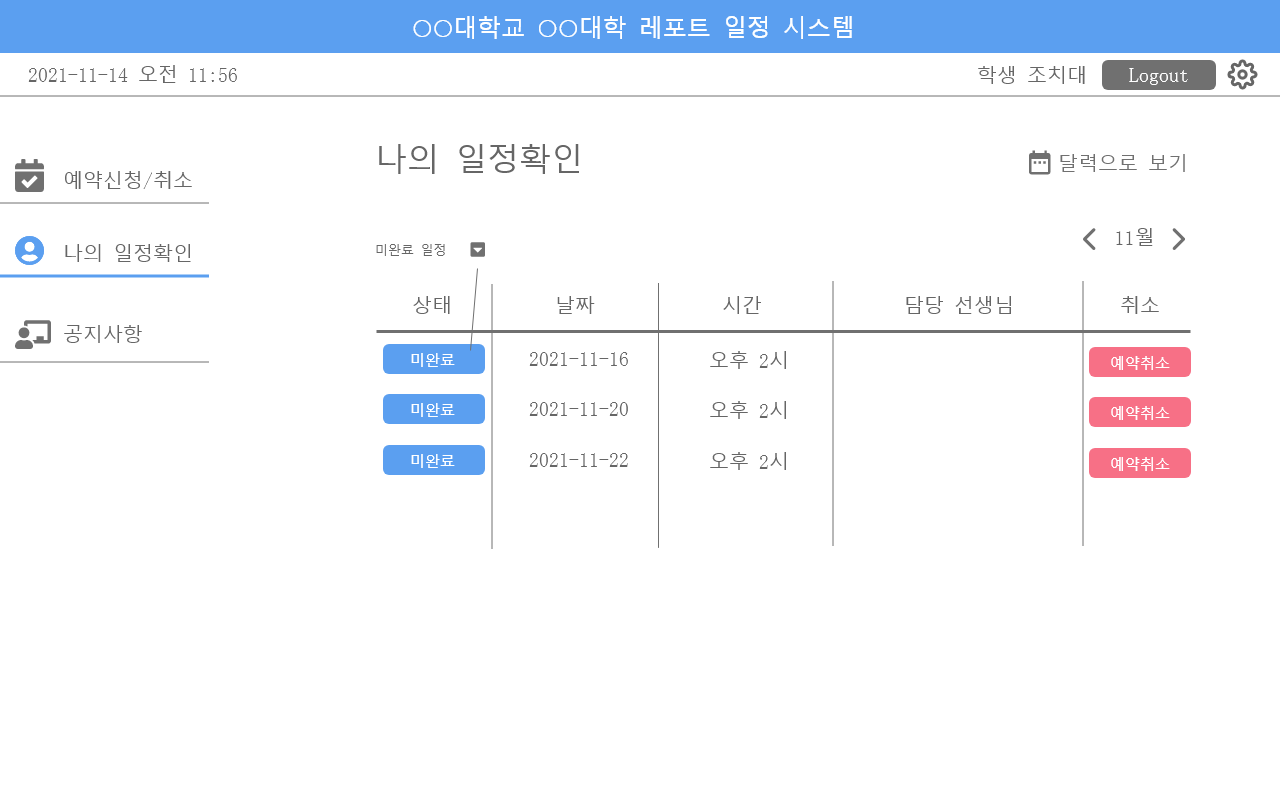 ○○대학교 ○○대학 레포트 일정 시스템
2021-11-14 오전 11:56
학생 조치대
Logout
예약신청/취소
나의 일정확인
공지사항
나의 일정확인
달력으로 보기
미완료 일정
11월
상태 날짜 시간 담당 선생님 취소
미완료 2021-11-16 오후 2시 예약취소
미완료 2021-11-20 오후 2시 예약취소
미완료 2021-11-22 오후 2시 예약취소